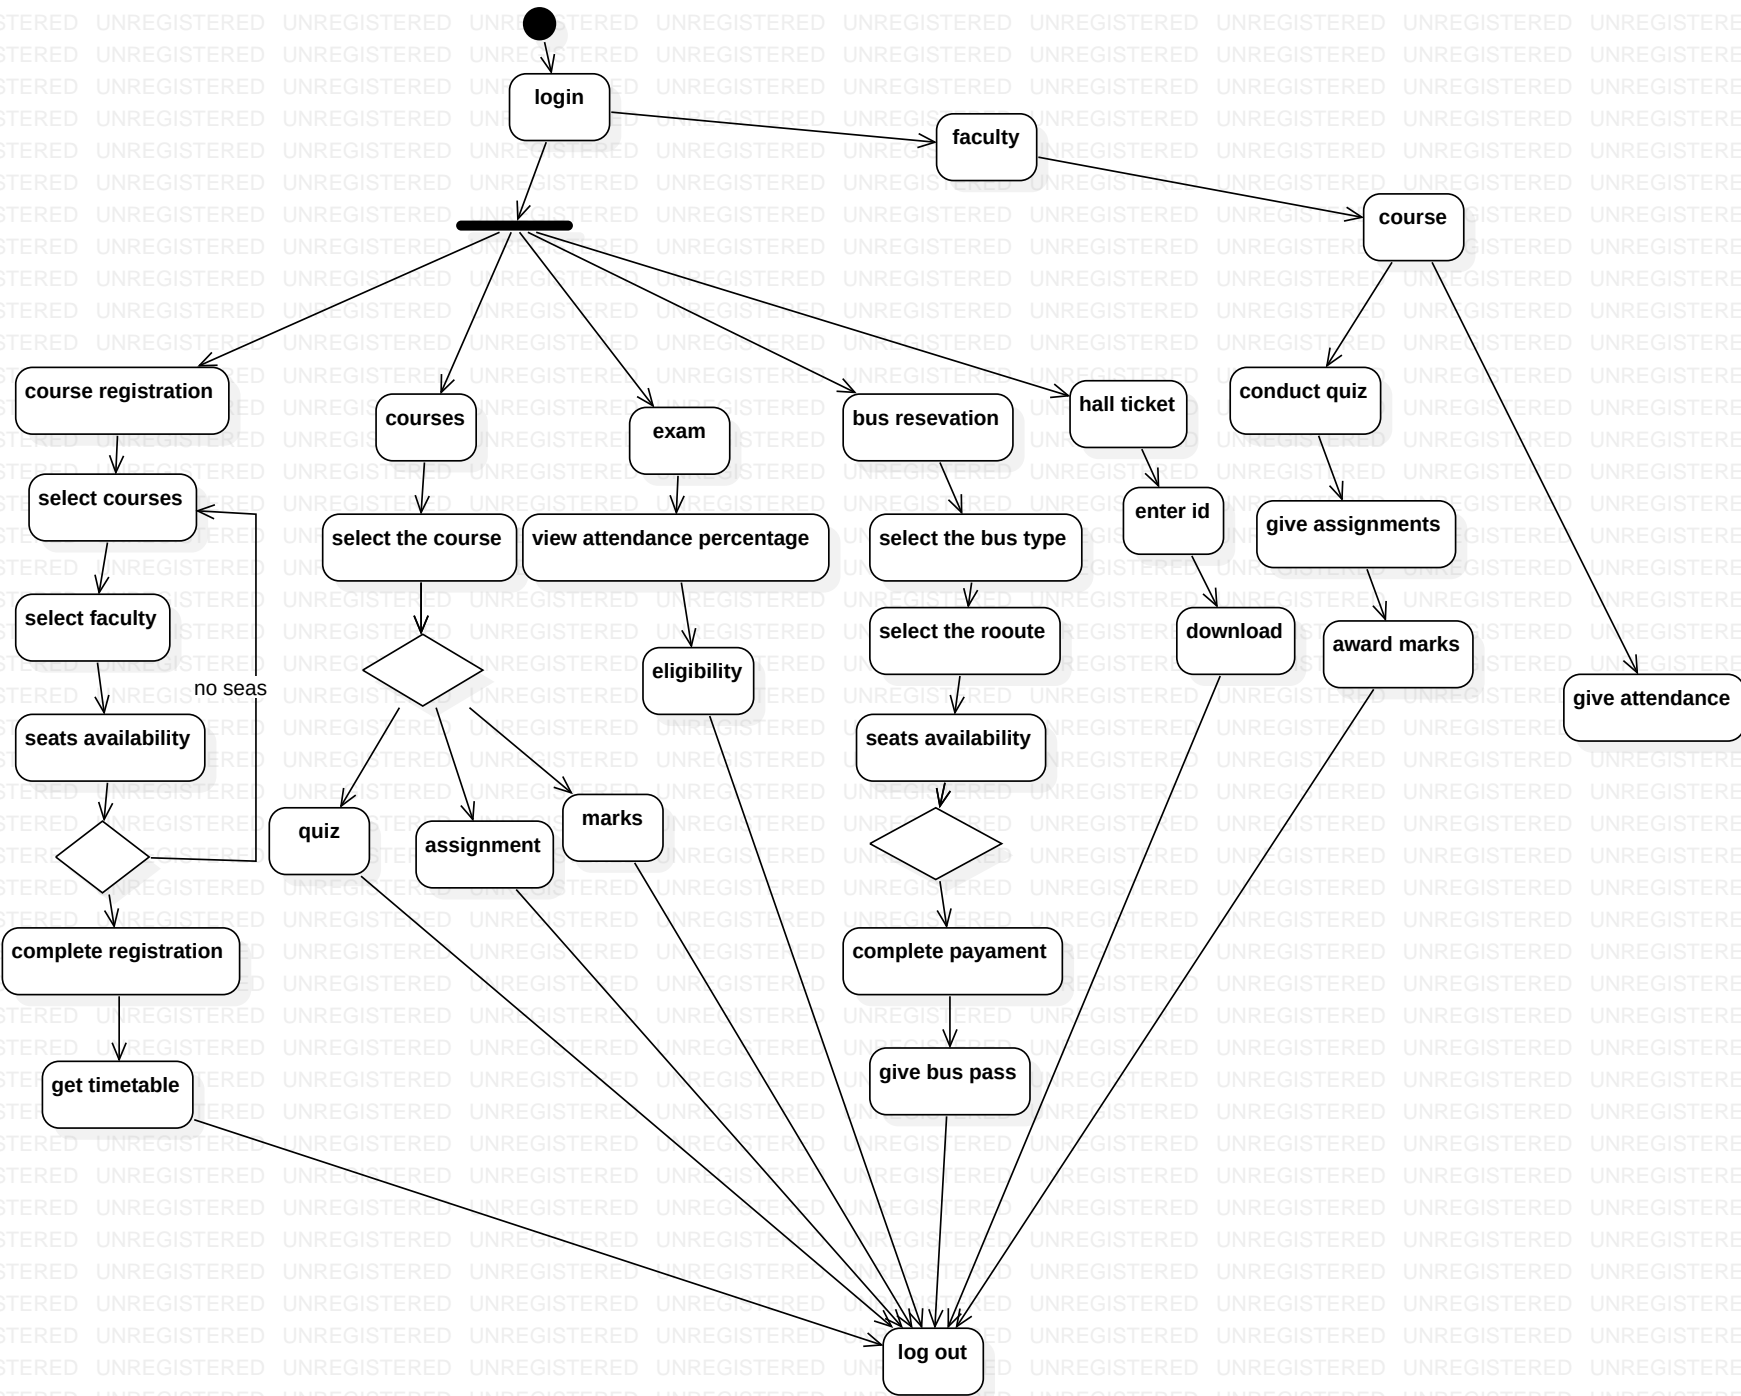 login
faculty
course
course registration
courses
exam
bus resevation
hall ticket
conduct quiz
select courses
select the course
view attendance percentage
select the bus type
enter id
give assignments
select faculty
select the rooute
download
award marks
eligibility
no seas
give attendance
seats availability
seats availability
quiz
assignment
marks
complete registration
complete payament
get timetable
give bus pass
log out
UNREGISTERED